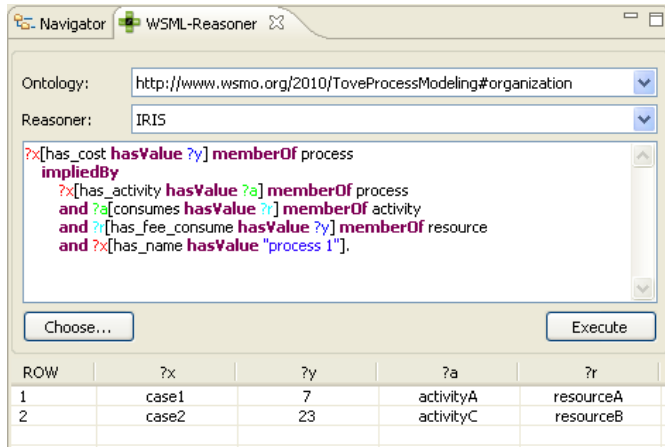 Navigator WSML-Reasoner
Ontology: http://www.wsmo.org/2010/ToveProcessModeling#organization
Reasoner: IRIS
?x[has_cost hasValue ?y] memberOf process
impliedBy
?x[has_activity hasValue ?a] memberOf process
and ?a[consumes hasValue ?r] memberOf activity
and ?r[has_fee_consume hasValue ?y] memberOf resource
and ?x[has_name hasValue "process 1"].
Choose... Execute
ROW ?x ?y ?a ?r
1 case1 7 activityA resourceA
2 case2 23 activityC resourceB